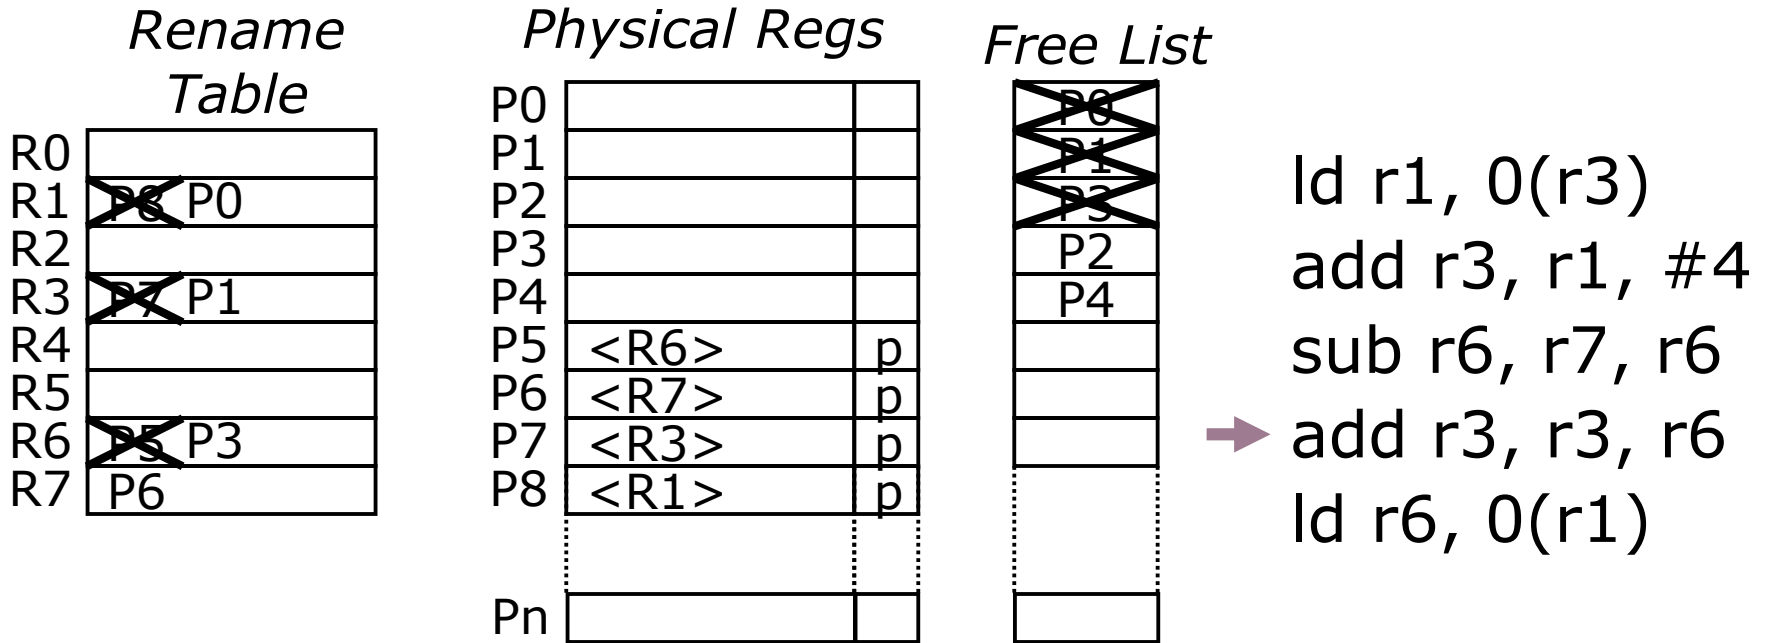 Rename
Table
R0
R1 P8 P0
R2
R3 P7 P1
R4
R5
R6 P5 P3
R7 P6
Physical Regs
P0
P1
P2
P3
P4
P5 <R6> p
P6 <R7> p
P7 <R3> p
P8 <R1> p
Pn
Free List
P0
P1
P3
P2
P4
ld r1, 0(r3)
add r3, r1, #4
sub r6, r7, r6
add r3, r3, r6
ld r6, 0(r1)